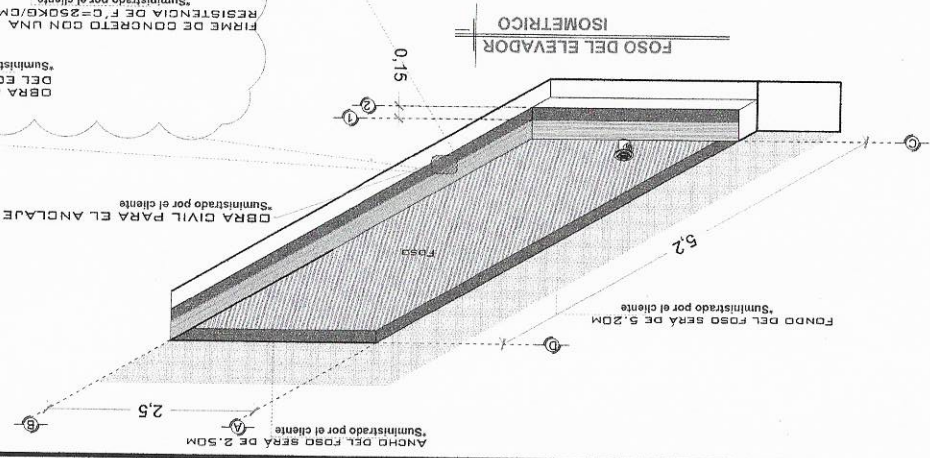 ANCHO DEL FOSO SERÁ DE 2.50M
*Suministrado por el cliente
A
B
2,5
D
FONDO DEL FOSO SERÁ DE 5.20M
*Suministrado por el cliente
5,2
Foso
OBRA CIVIL PARA EL ANCLAJE
*Suministrado por el cliente
C
1
2
0,15
OBRA
DEL
FOSO DEL ELEVADOR
ISOMETRICO
FIRME DE CONCRETO CON UNA
RESISTENCIA DE F'C=250KG/CM
*Suministrado por el cliente